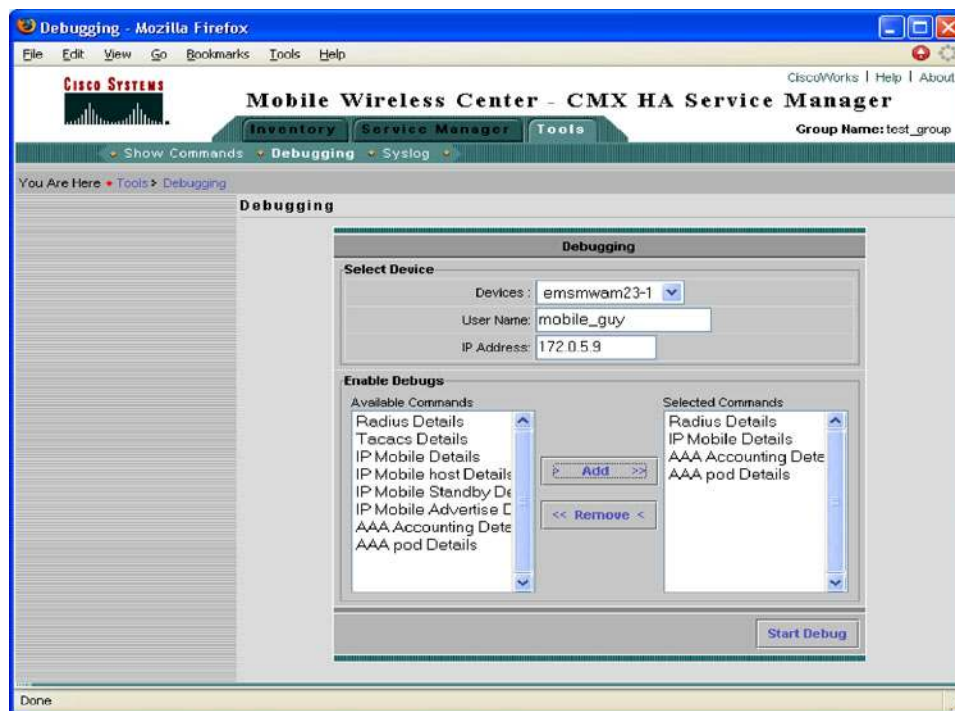 Debugging - Mozilla Firefox
File Edit View Go Bookmarks Tools Help
CiscoWorks | Help | About
CISCO SYSTEMS
Mobile Wireless Center - CMX HA Service Manager
Inventory Service Manager Tools
Group Name: test_group
Show Commands Debugging Syslog
You Are Here • Tools > Debugging
Debugging
Debugging
Select Device
Devices : emsmwam23-1
User Name: mobile_guy
IP Address: 172.0.5.9
Enable Debugs
Available Commands
Radius Details
Tacacs Details
IP Mobile Details
IP Mobile host Details
IP Mobile Standby De
IP Mobile Advertise D
AAA Accounting Deta
AAA pod Details
> Add >>
<< Remove <
Selected Commands
Radius Details
IP Mobile Details
AAA Accounting Dete
AAA pod Details
Start Debug
Done